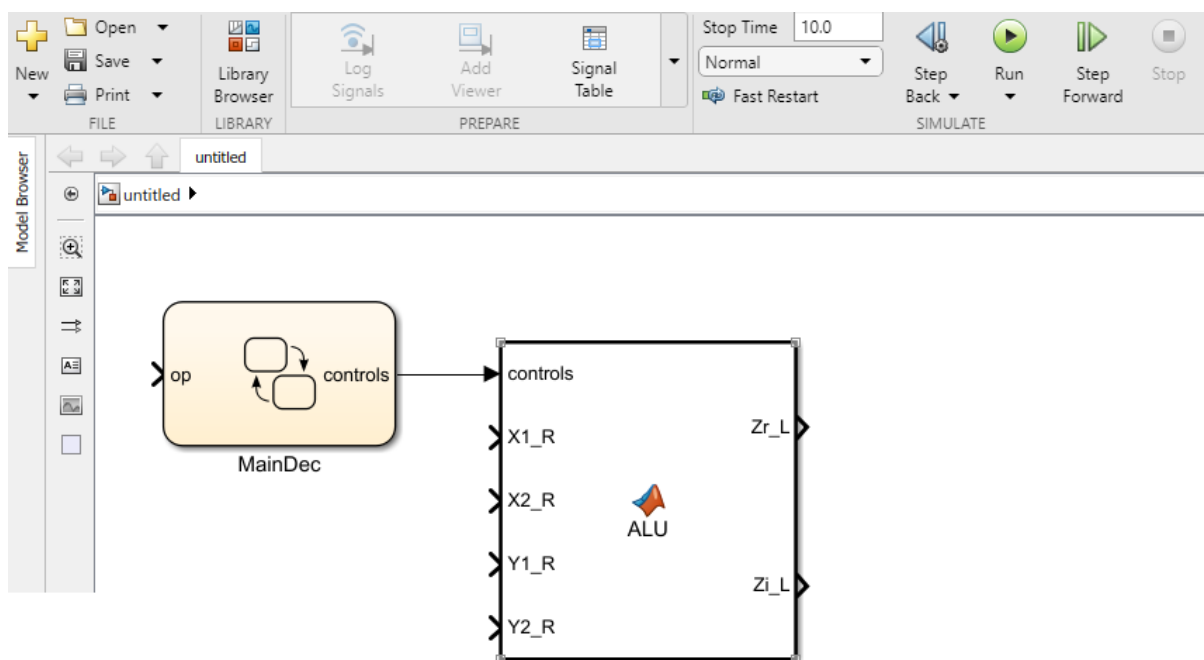 New
Open
Save
Print
FILE
Library
Browser
LIBRARY
Log
Signals
Add
Viewer
Signal
Table
PREPARE
Stop Time 10.0
Normal
Fast Restart
Step
Back
Run
Step
Forward
Stop
SIMULATE
Model Browser
untitled
untitled
op
controls
MainDec
controls
X1_R
X2_R
Y1_R
Y2_R
ALU
Zr_L
Zi_L